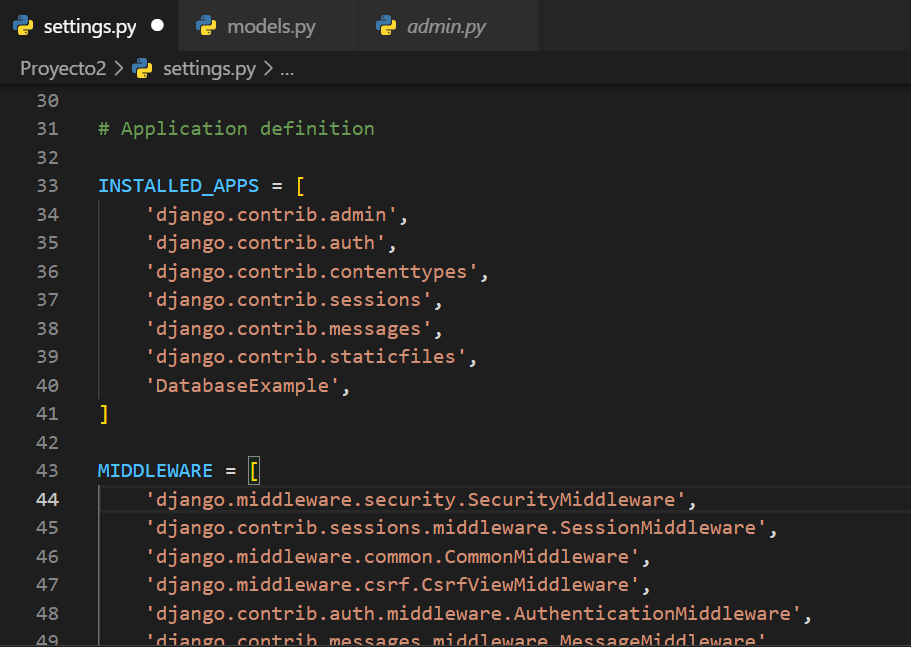 settings.py models.py admin.py
Proyecto2 > settings.py > ...
30
31 # Application definition
32
33 INSTALLED_APPS = [
34     'django.contrib.admin',
35     'django.contrib.auth',
36     'django.contrib.contenttypes',
37     'django.contrib.sessions',
38     'django.contrib.messages',
39     'django.contrib.staticfiles',
40     'DatabaseExample',
41 ]
42
43 MIDDLEWARE = [
44     'django.middleware.security.SecurityMiddleware',
45     'django.contrib.sessions.middleware.SessionMiddleware',
46     'django.middleware.common.CommonMiddleware',
47     'django.middleware.csrf.CsrfViewMiddleware',
48     'django.contrib.auth.middleware.AuthenticationMiddleware',
49     'django.contrib.messages.middleware.MessageMiddleware'